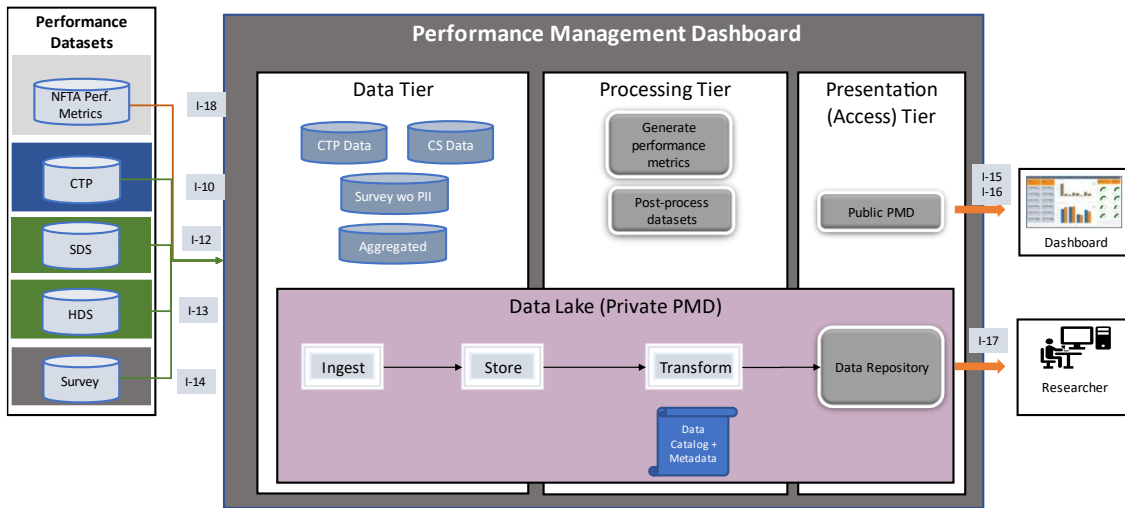 Performance
Datasets
NFTA Perf.
Metrics
CTP
SDS
HDS
Survey
I-18
I-10
I-12
I-13
I-14
Performance Management Dashboard
Data Tier
CTP Data
CS Data
Survey wo PII
Aggregated
Processing Tier
Generate
performance
metrics
Post-process
datasets
Presentation
(Access) Tier
Public PMD
Data Lake (Private PMD)
Ingest
Store
Transform
Data Repository
Data
Catalog +
Metadata
I-15
I-16
Dashboard
I-17
Researcher